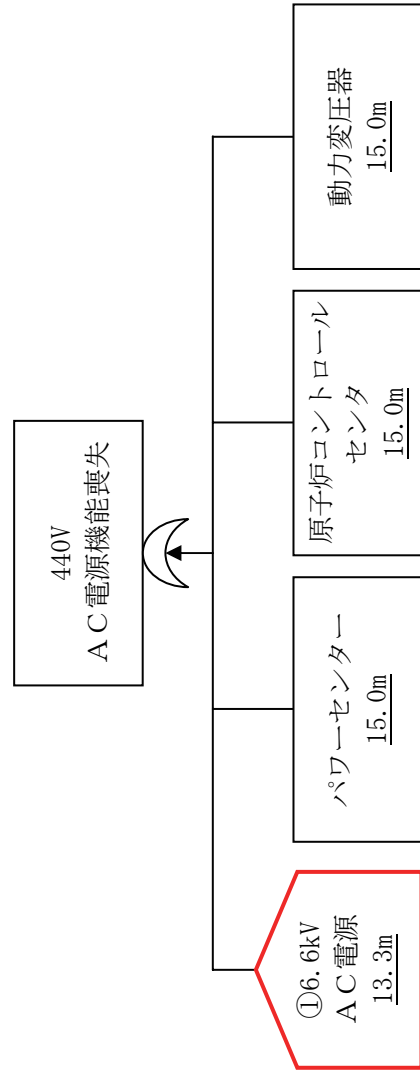 440V
ＡＣ電源機能喪失
①6.6kV
ＡＣ電源
13.3m
パワーセンター
15.0m
原子炉コントロール
センタ
15.0m
動力変圧器
15.0m